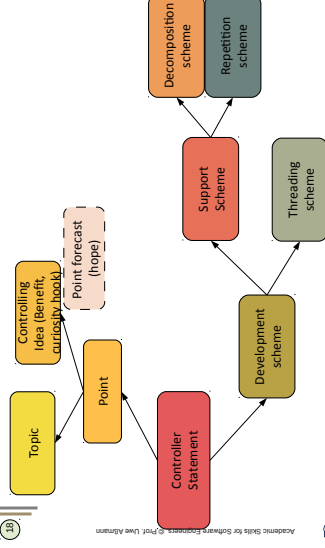 18
Topic
Controlling
Idea (Benefit,
curiosity hook)
Point forecast
(hope)
Point
Controller
Statement
Development
scheme
Support
Scheme
Threading
scheme
Decomposition
scheme
Repetition
scheme
Academic Skills for Software Engineers, © Prof. Uwe Aßmann